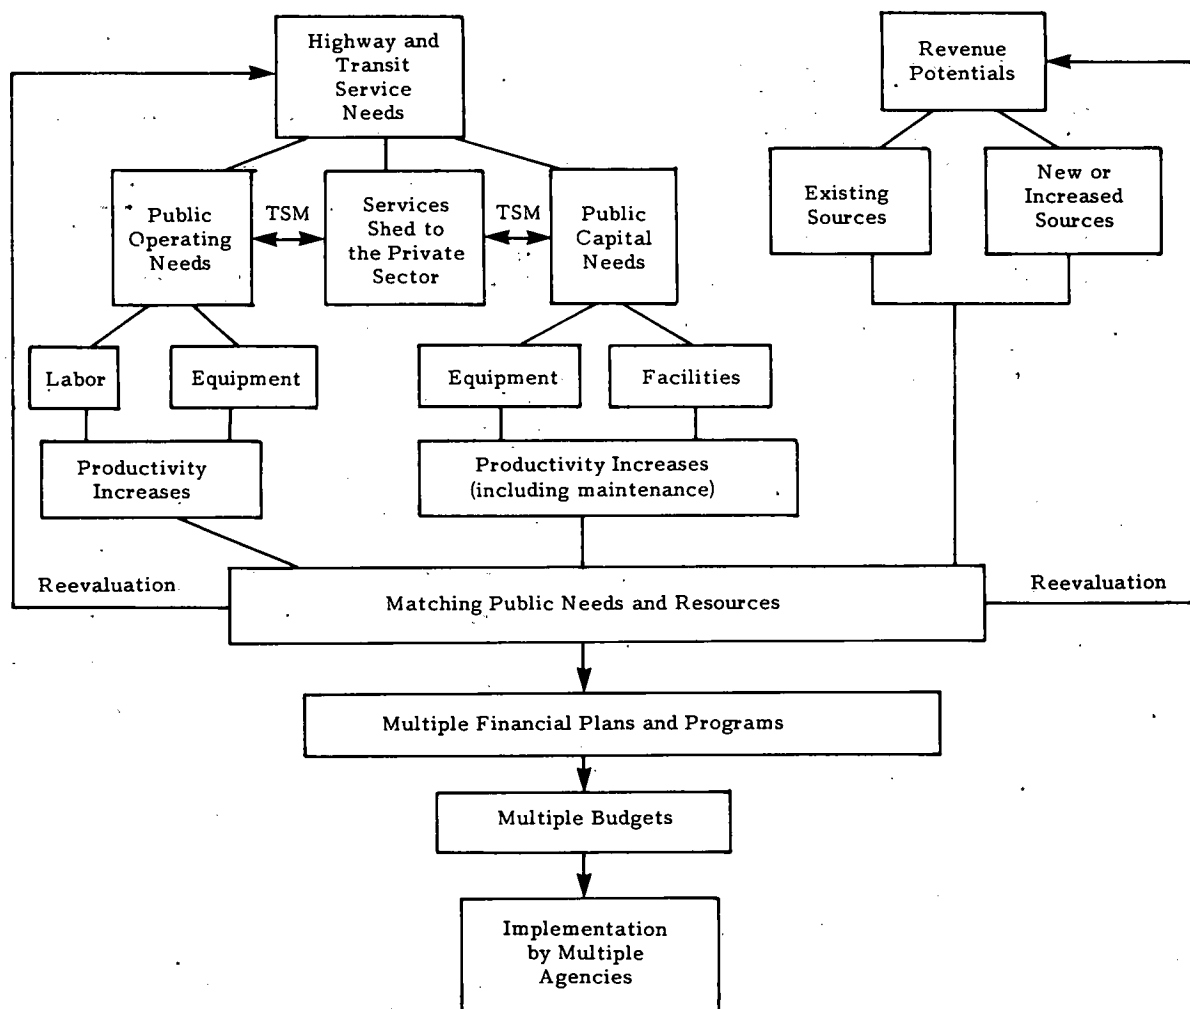 Highway and
Transit
Service
Needs
Revenue
Potentials
Public
Operating
Needs
TSM
Services
Shed to
the Private
Sector
TSM
Public
Capital
Needs
Existing
Sources
New or
Increased
Sources
Labor
Equipment
Equipment
Facilities
Productivity
Increases
Productivity Increases
(including maintenance)
Reevaluation
Matching Public Needs and Resources
Reevaluation
Multiple Financial Plans and Programs
Multiple Budgets
Implementation
by Multiple
Agencies